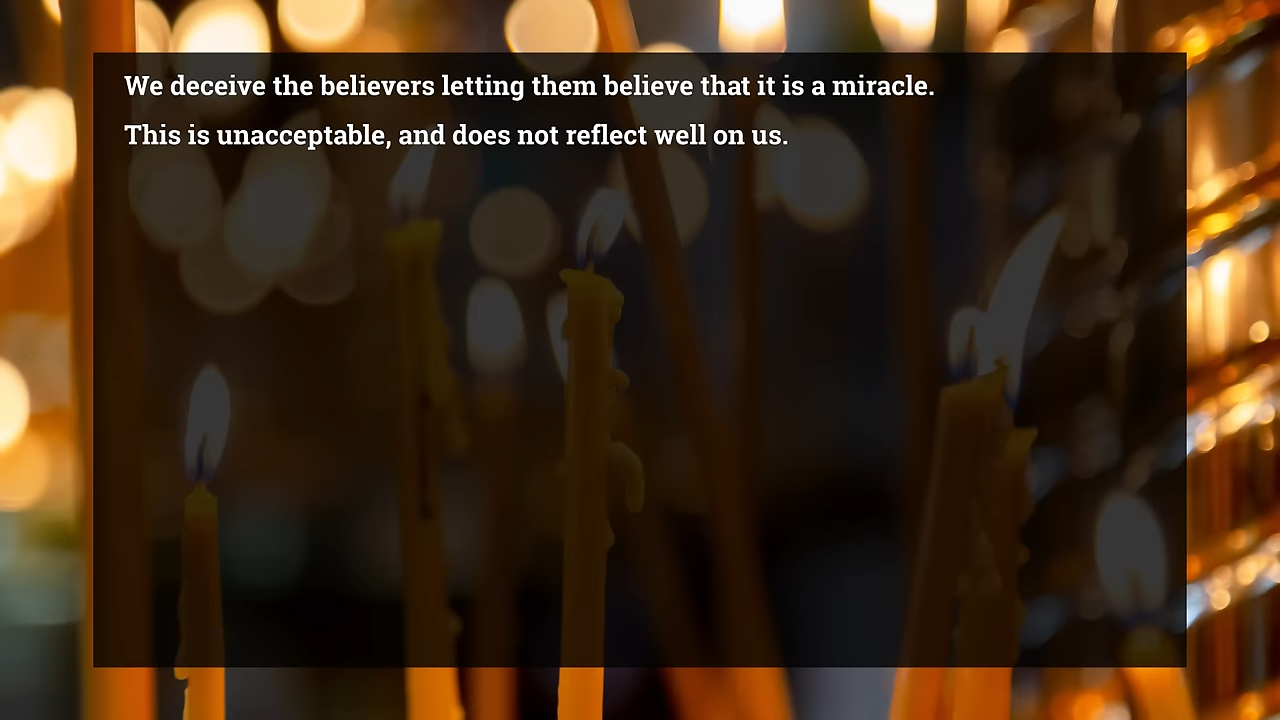 We deceive the believers letting them believe that it is a miracle.
This is unacceptable, and does not reflect well on us.